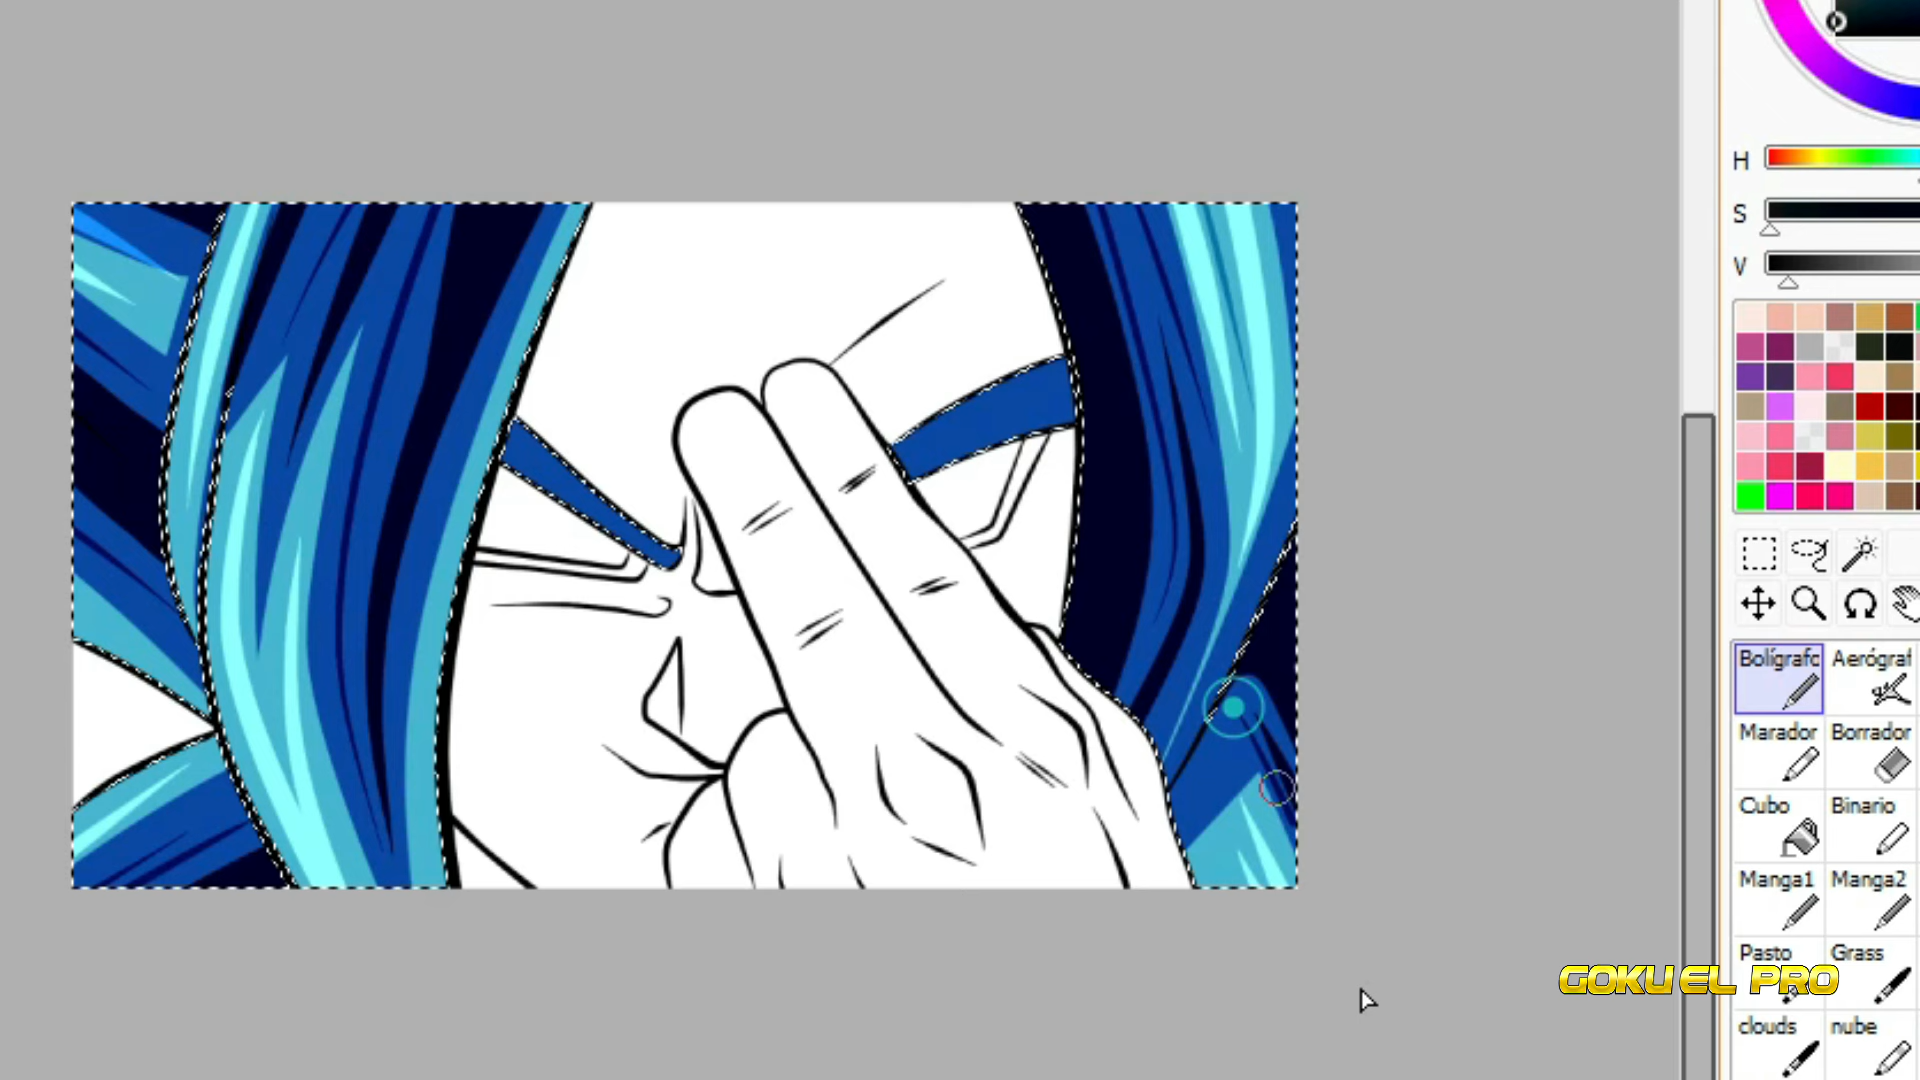 H
S
V
Bolígrafo Aerógraf
Marador Borrador
Cubo Binario
Manga1 Manga2
Pasto Grass
GOKU EL PRO
clouds nube